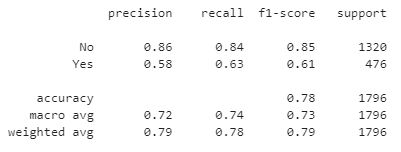 precision recall f1-score support
No 0.86 0.84 0.85 1320
Yes 0.58 0.63 0.61 476
accuracy 0.78 1796
macro avg 0.72 0.74 0.73 1796
weighted avg 0.79 0.78 0.79 1796